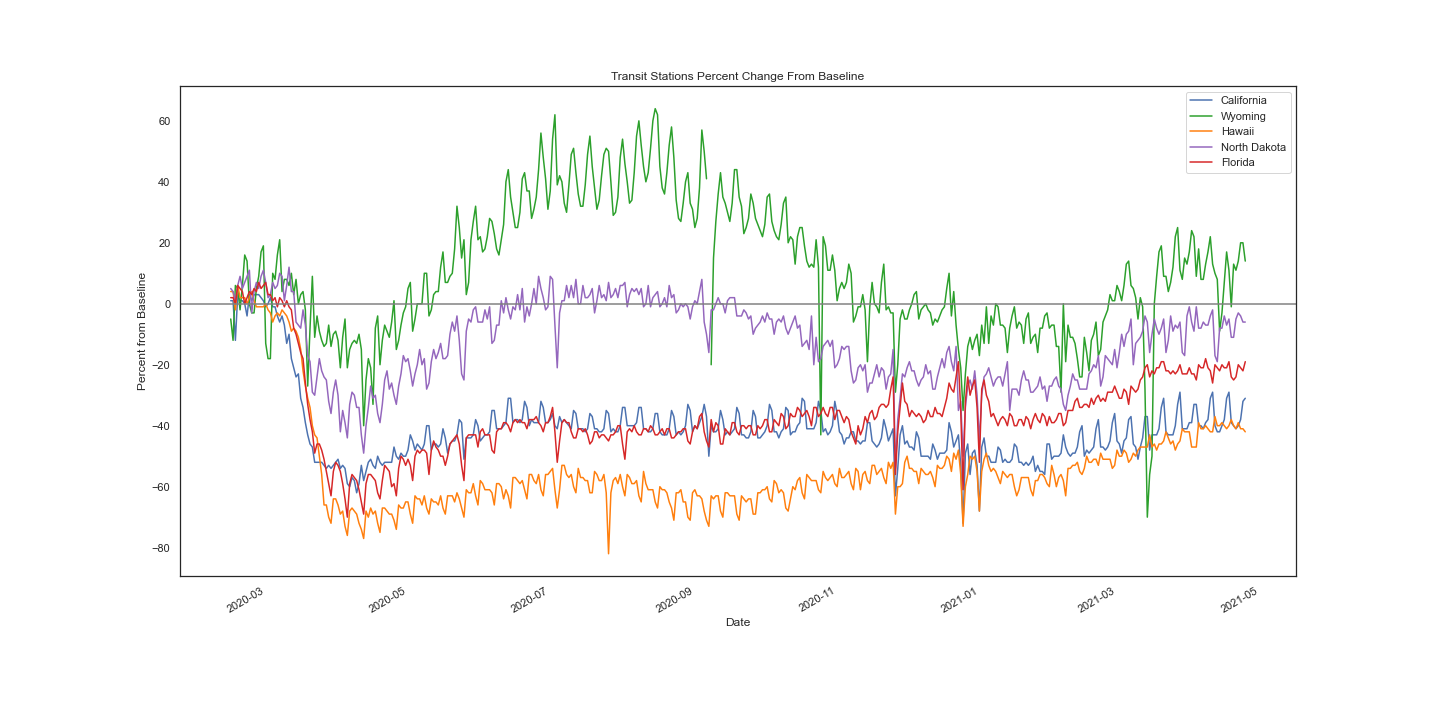 Transit Stations Percent Change From Baseline
California
Wyoming
Hawaii
North Dakota
Florida
Percent from Baseline
60
40
20
0
−20
−40
−60
−80
2020-03
2020-05
2020-07
2020-09
2020-11
2021-01
2021-03
2021-05
Date